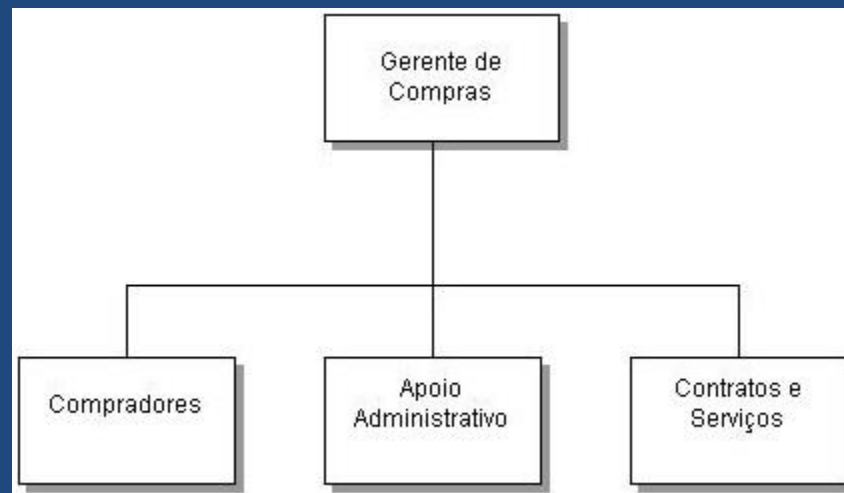 Gerente de
Compras
Compradores
Apoio
Administrativo
Contratos e
Serviços